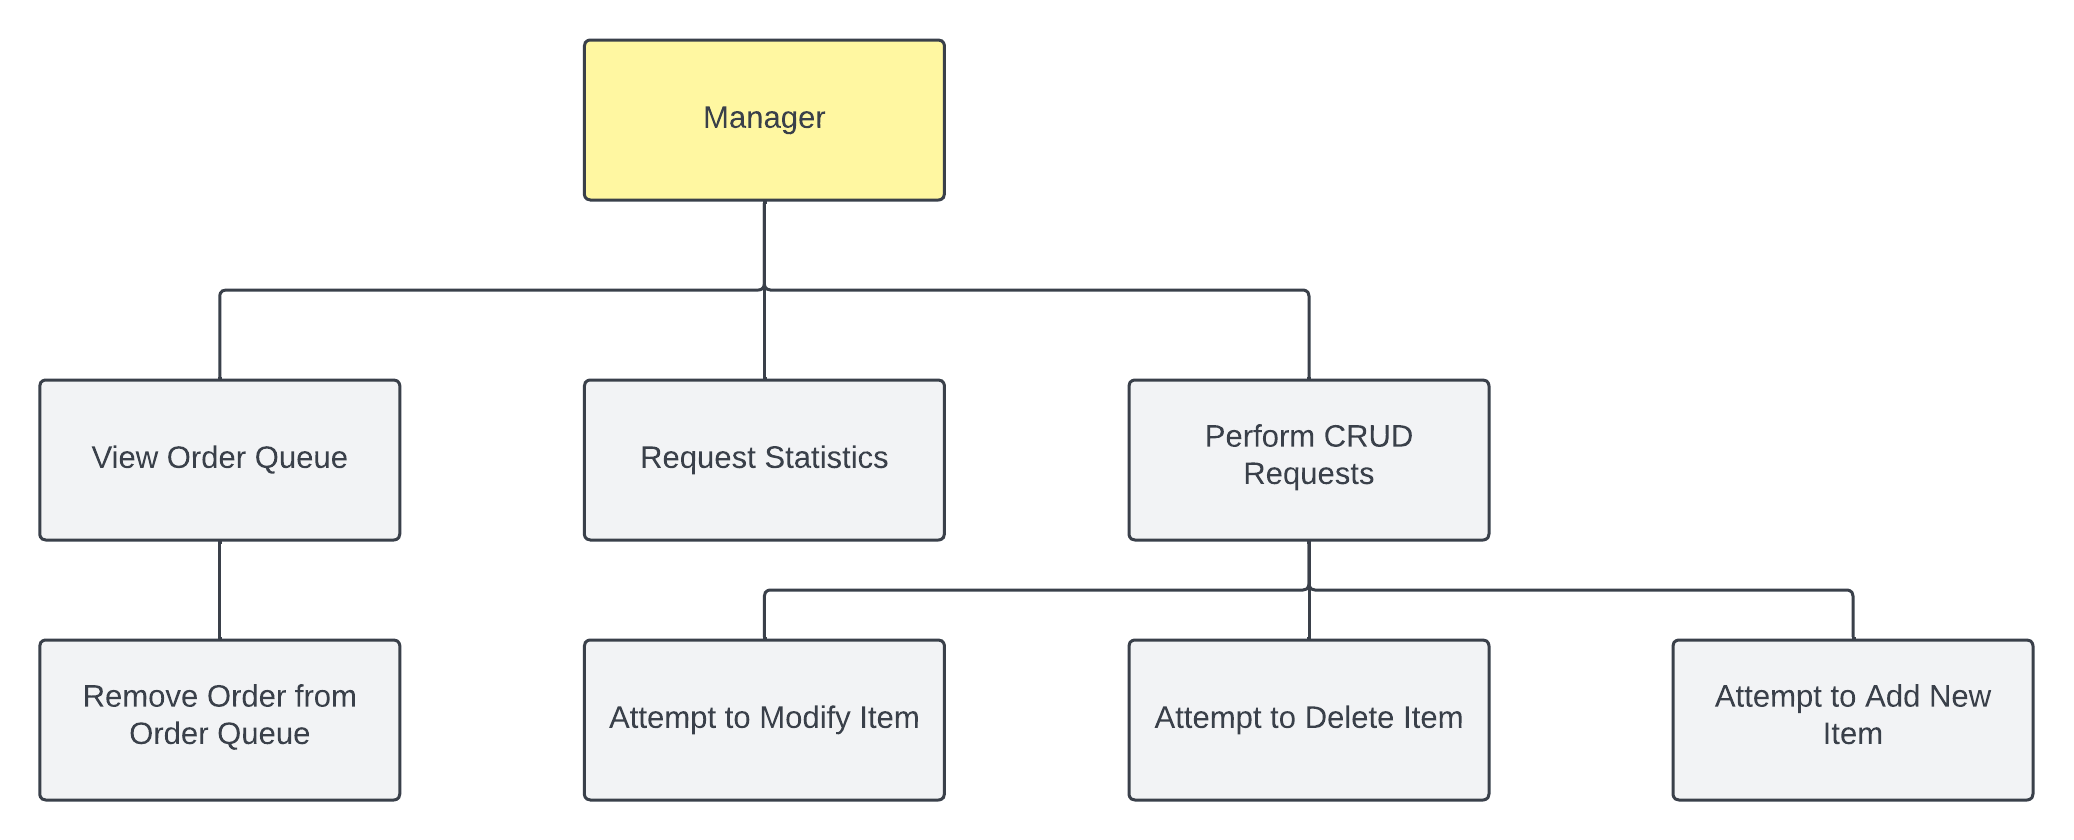 Manager
View Order Queue
Request Statistics
Perform CRUD
Requests
Remove Order from
Order Queue
Attempt to Modify Item
Attempt to Delete Item
Attempt to Add New
Item